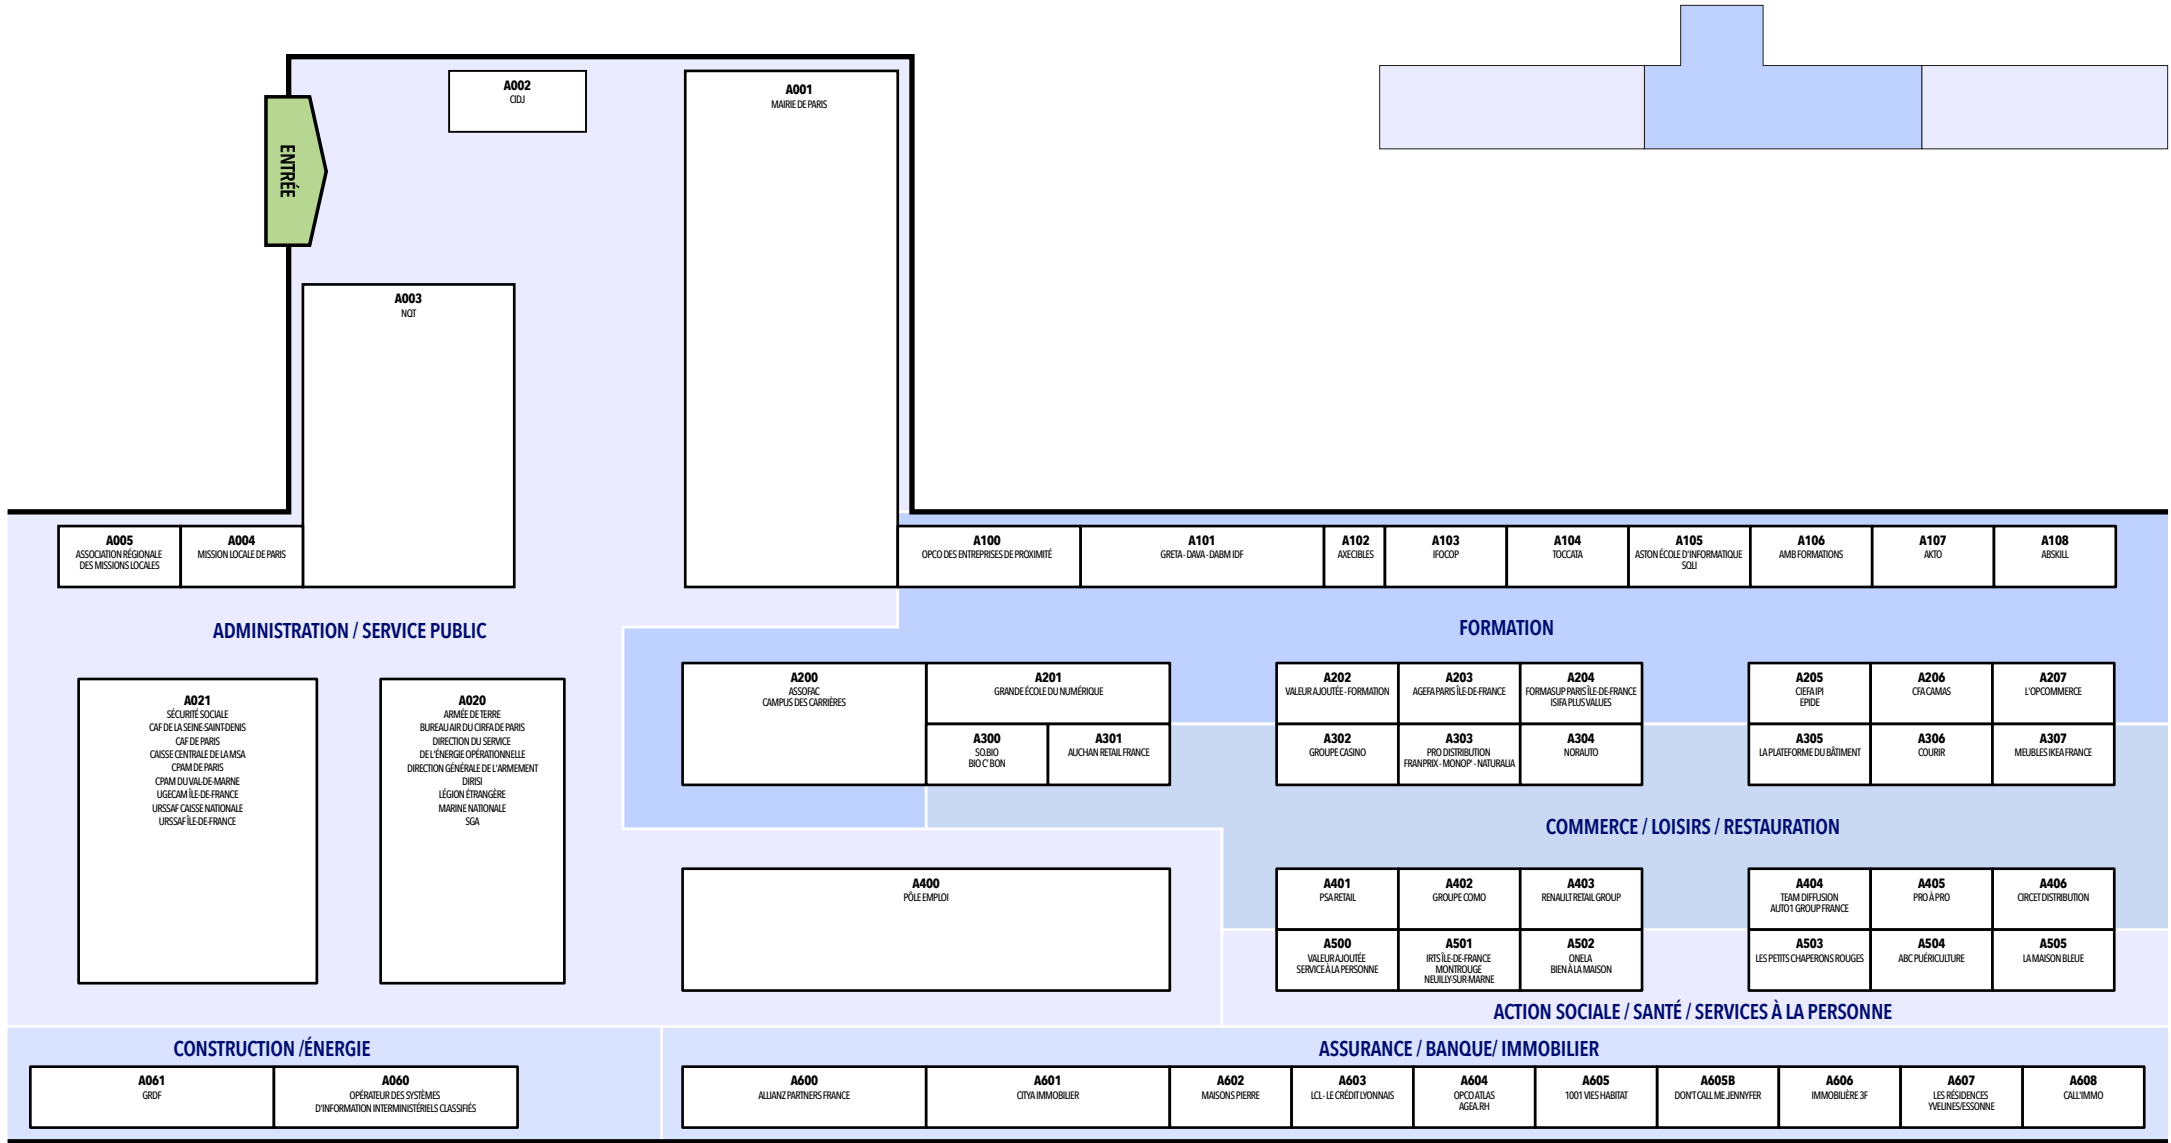 A002
CIDJ
A001
MAIRIE DE PARIS
ENTRÉE
A003
NQT
A005
ASSOCIATION RÉGIONALE
DES MISSIONS LOCALES
A004
MISSION LOCALE DE PARIS
A100
OPCO DES ENTREPRISES DE PROXIMITÉ
A101
GRETA - DAVA - DABM IDF
A102
AXECIBLES
A103
IFOCOP
A104
TOCCATA
A105
ASTON ÉCOLE D'INFORMATIQUE
SQLI
A106
AMB FORMATIONS
A107
AKTO
A108
ABSKILL
ADMINISTRATION / SERVICE PUBLIC
FORMATION
A021
SÉCURITÉ SOCIALE
CAF DE LA SEINE-SAINT-DENIS
CAF DE PARIS
CAISSE CENTRALE DE LA MSA
CPAM DE PARIS
CPAM DU VAL-DE-MARNE
UGECAM ÎLE-DE-FRANCE
URSSAF CAISSE NATIONALE
URSSAF ÎLE-DE-FRANCE
A020
ARMÉE DE TERRE
BUREAU AIR DU CIRFA DE PARIS
DIRECTION DU SERVICE
DE L'ÉNERGIE OPÉRATIONNELLE
DIRECTION GÉNÉRALE DE L'ARMEMENT
DIRISI
LÉGION ÉTRANGÈRE
MARINE NATIONALE
SGA
A200
ASSOFAC
CAMPUS DES CARRIÈRES
A201
GRANDE ÉCOLE DU NUMÉRIQUE
A202
VALEUR AJOUTÉE - FORMATION
A203
AGEFA PARIS ÎLE-DE-FRANCE
A204
FORMASUP PARIS ÎLE-DE-FRANCE
ISIFA PLUS VALUES
A205
CIEFA IPI
EPIDE
A206
CFA CAMAS
A207
L'OPCOMMERCE
A300
SO.BIO
BIO C' BON
A301
AUCHAN RETAIL FRANCE
A302
GROUPE CASINO
A303
PRO DISTRIBUTION
FRANPRIX - MONOP' - NATURALIA
A304
NORAUTO
A305
LA PLATEFORME DU BÂTIMENT
A306
COURIR
A307
MEUBLES IKEA FRANCE
COMMERCE / LOISIRS / RESTAURATION
A400
PÔLE EMPLOI
A401
PSA RETAIL
A402
GROUPE COMO
A403
RENAULT RETAIL GROUP
A404
TEAM DIFFUSION
AUTO1 GROUP FRANCE
A405
PRO À PRO
A406
CIRCET DISTRIBUTION
A500
VALEUR AJOUTÉE
SERVICE À LA PERSONNE
A501
IRTS ÎLE-DE-FRANCE
MONTROUGE
NEUILLY-SUR-MARNE
A502
ONELA
BIEN À LA MAISON
A503
LES PETITS CHAPERONS ROUGES
A504
ABC PUÉRICULTURE
A505
LA MAISON BLEUE
ACTION SOCIALE / SANTÉ / SERVICES À LA PERSONNE
CONSTRUCTION /ÉNERGIE
ASSURANCE / BANQUE/ IMMOBILIER
A061
GRDF
A060
OPÉRATEUR DES SYSTÈMES
D'INFORMATION INTERMINISTÉRIELS CLASSIFIÉS
A600
ALLIANZ PARTNERS FRANCE
A601
CITYA IMMOBILIER
A602
MAISONS PIERRE
A603
LCL - LE CRÉDIT LYONNAIS
A604
OPCO ATLAS
AGEA.RH
A605
1001 VIES HABITAT
A605B
DON'T CALL ME JENNYFER
A606
IMMOBILIÈRE 3F
A607
LES RÉSIDENCES
YVELINES/ESSONNE
A608
CALL'IMMO